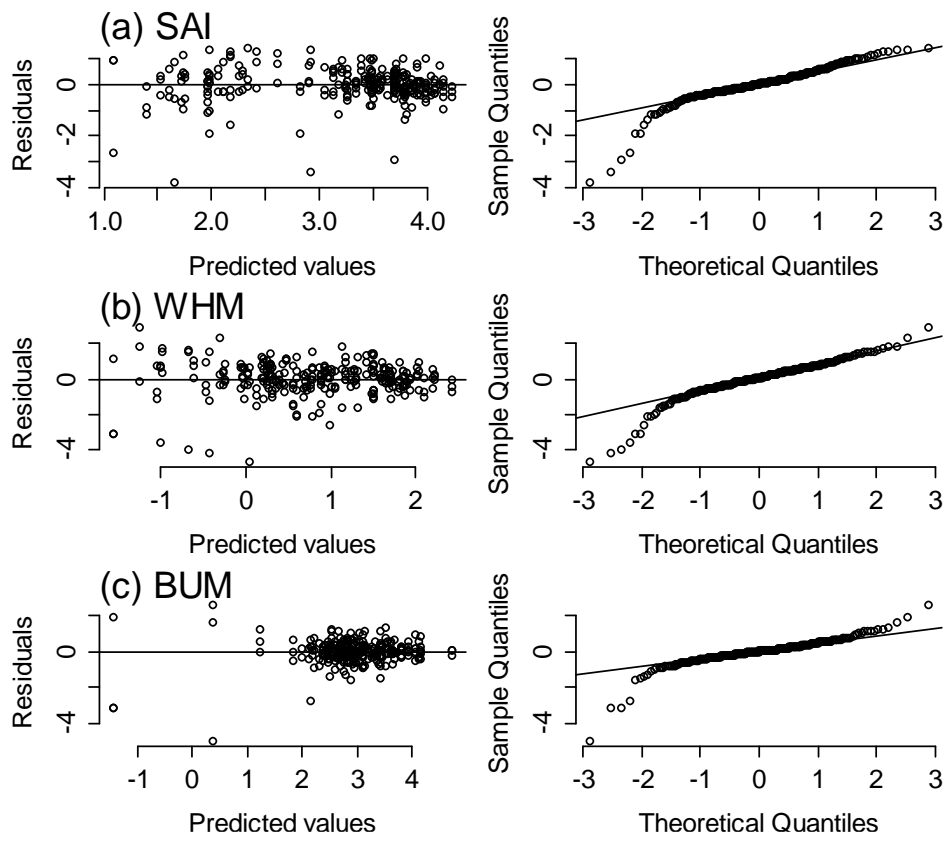 (a) SAI
Residuals
0
-2
-4
1.0 2.0 3.0 4.0
Predicted values
Sample Quantiles
0
-2
-4
-3 -2 -1 0 1 2 3
Theoretical Quantiles
(b) WHM
Residuals
0
-4
-1 0 1 2
Predicted values
Sample Quantiles
0
-4
-3 -2 -1 0 1 2 3
Theoretical Quantiles
(c) BUM
Residuals
0
-4
-1 0 1 2 3 4
Predicted values
Sample Quantiles
0
-4
-3 -2 -1 0 1 2 3
Theoretical Quantiles